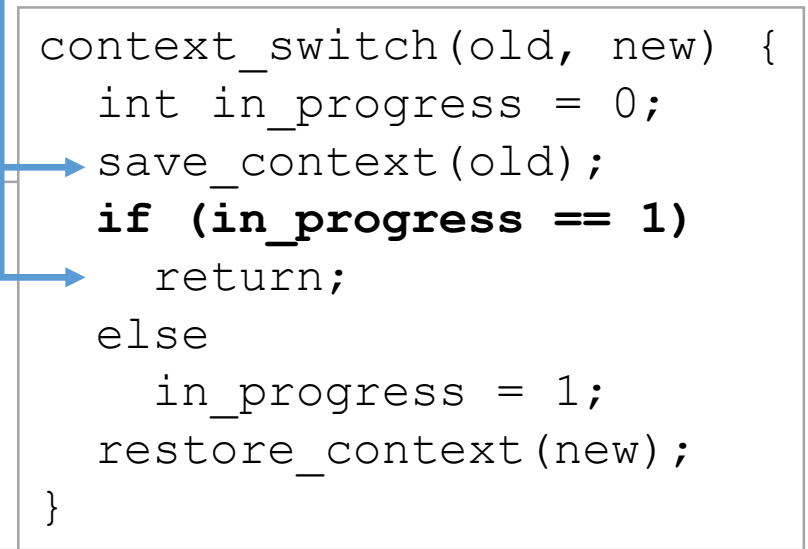 context_switch(old, new) {
int in_progress = 0;
save_context(old);
if (in_progress == 1)
return;
else
in_progress = 1;
restore_context(new);
}